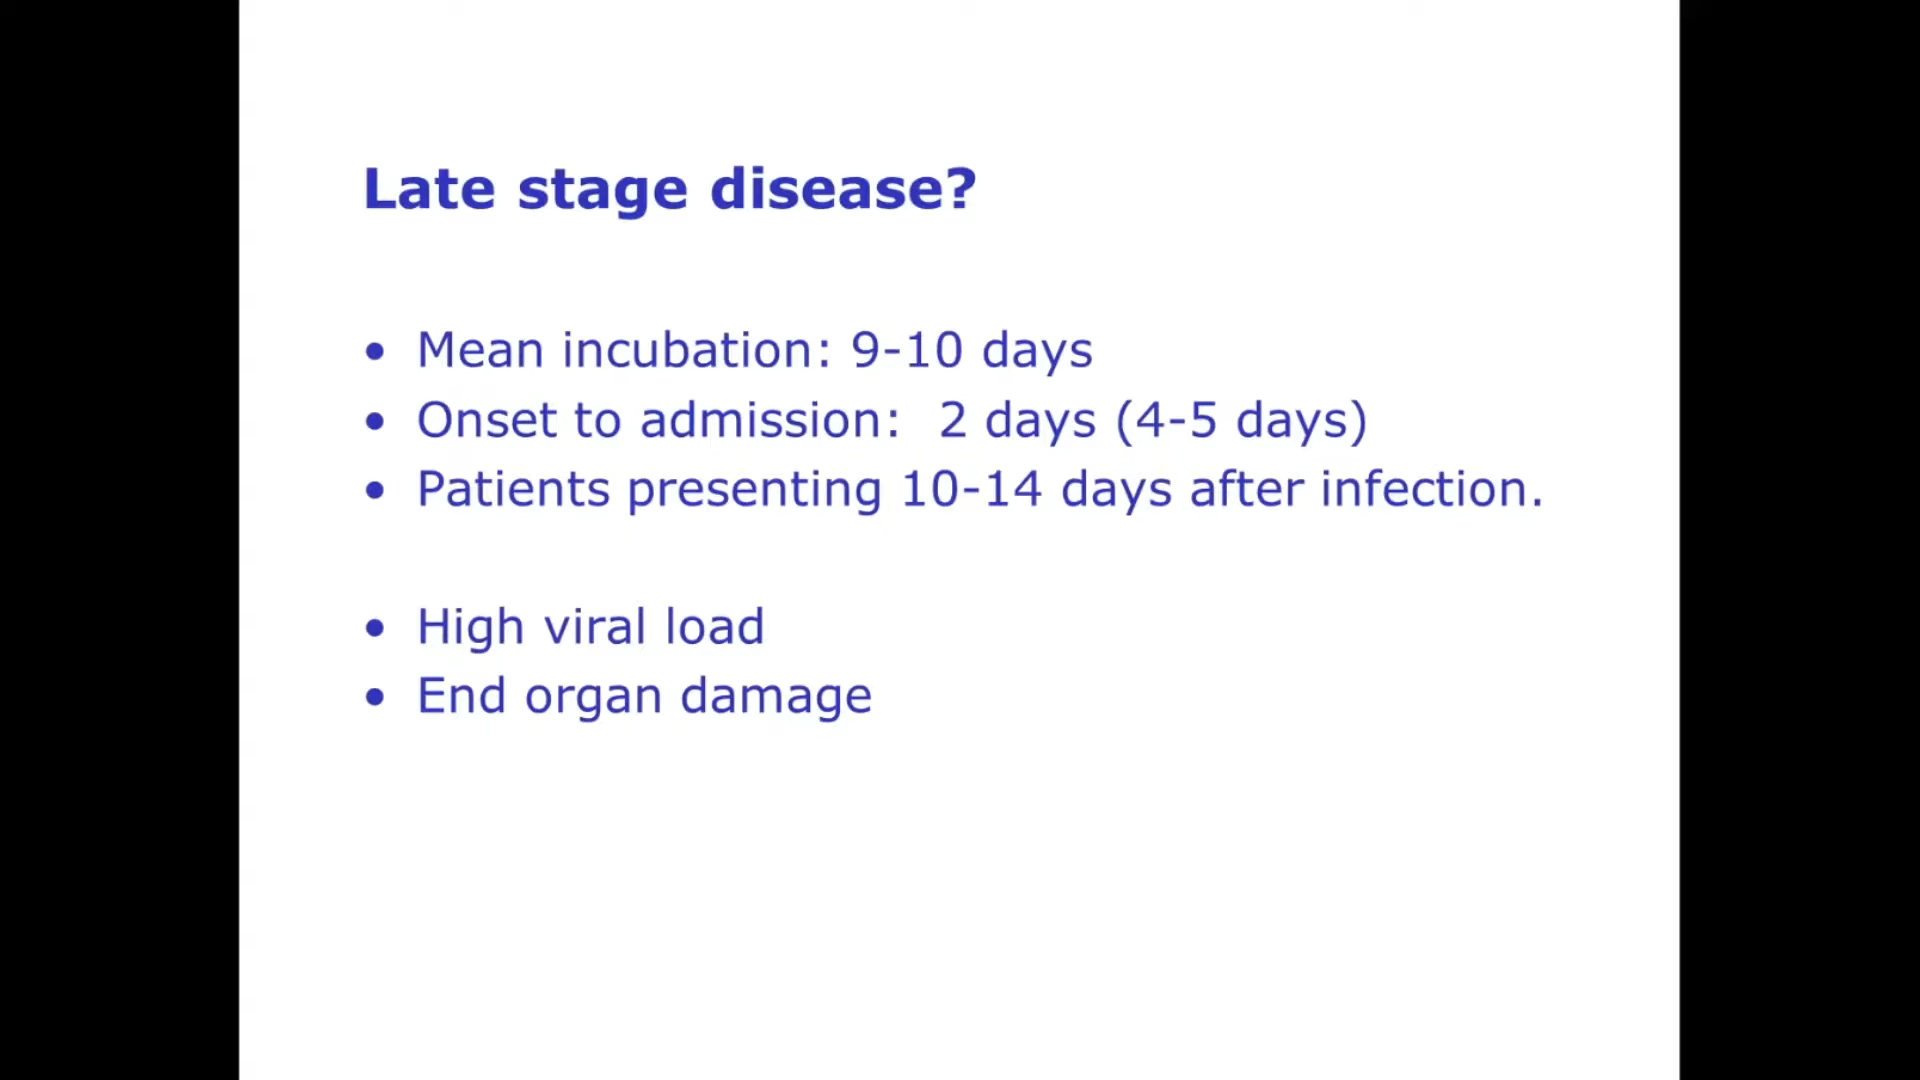 Late stage disease?
• Mean incubation: 9-10 days
• Onset to admission:  2 days (4-5 days)
• Patients presenting 10-14 days after infection.
• High viral load
• End organ damage